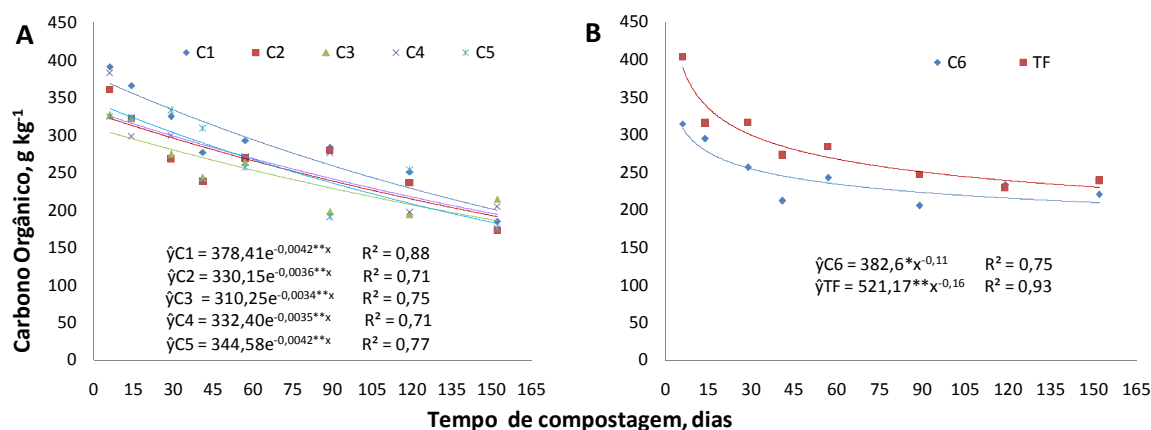 A
C1 C2 C3 C4 C5
Carbono Orgânico, g kg-1
450
400
350
300
250
200
150
100
50
0
ŷC1 = 378,41e-0,0042**x R² = 0,88
ŷC2 = 330,15e-0,0036**x R² = 0,71
ŷC3 = 310,25e-0,0034**x R² = 0,75
ŷC4 = 332,40e-0,0035**x R² = 0,71
ŷC5 = 344,58e-0,0042**x R² = 0,77
0 15 30 45 60 75 90 105 120 135 150 165
B
C6 TF
450
400
350
300
250
200
150
100
50
0
ŷC6 = 382,6*x-0,11 R² = 0,75
ŷTF = 521,17**x-0,16 R² = 0,93
0 15 30 45 60 75 90 105 120 135 150 165
Tempo de compostagem, dias